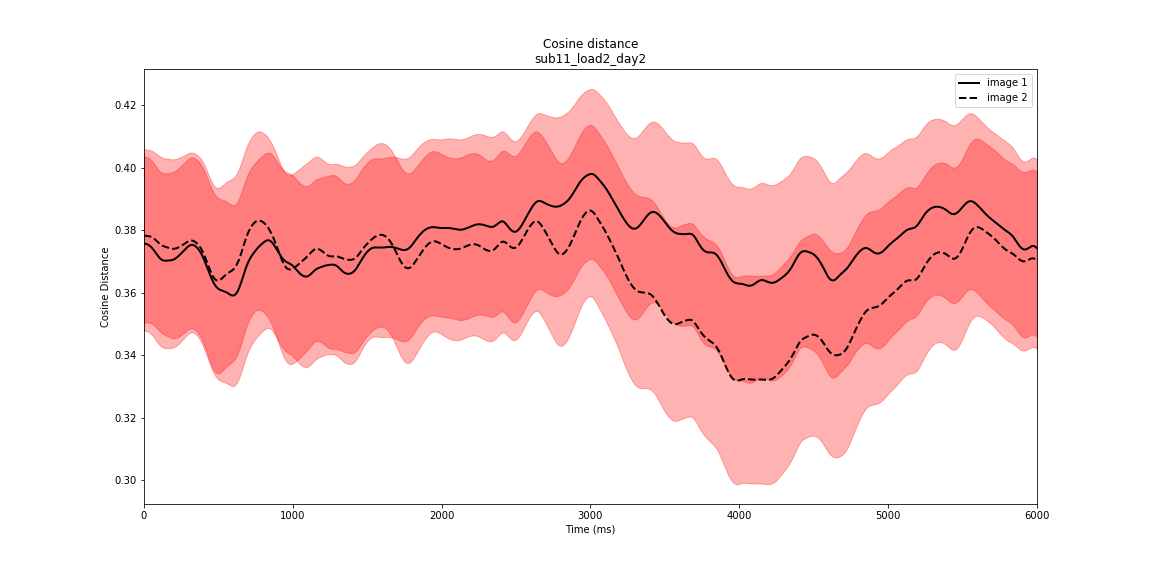 Cosine distance
sub11_load2_day2
image 1
image 2
Cosine Distance
0.42
0.40
0.38
0.36
0.34
0.32
0.30
0 1000 2000 3000 4000 5000 6000
Time (ms)